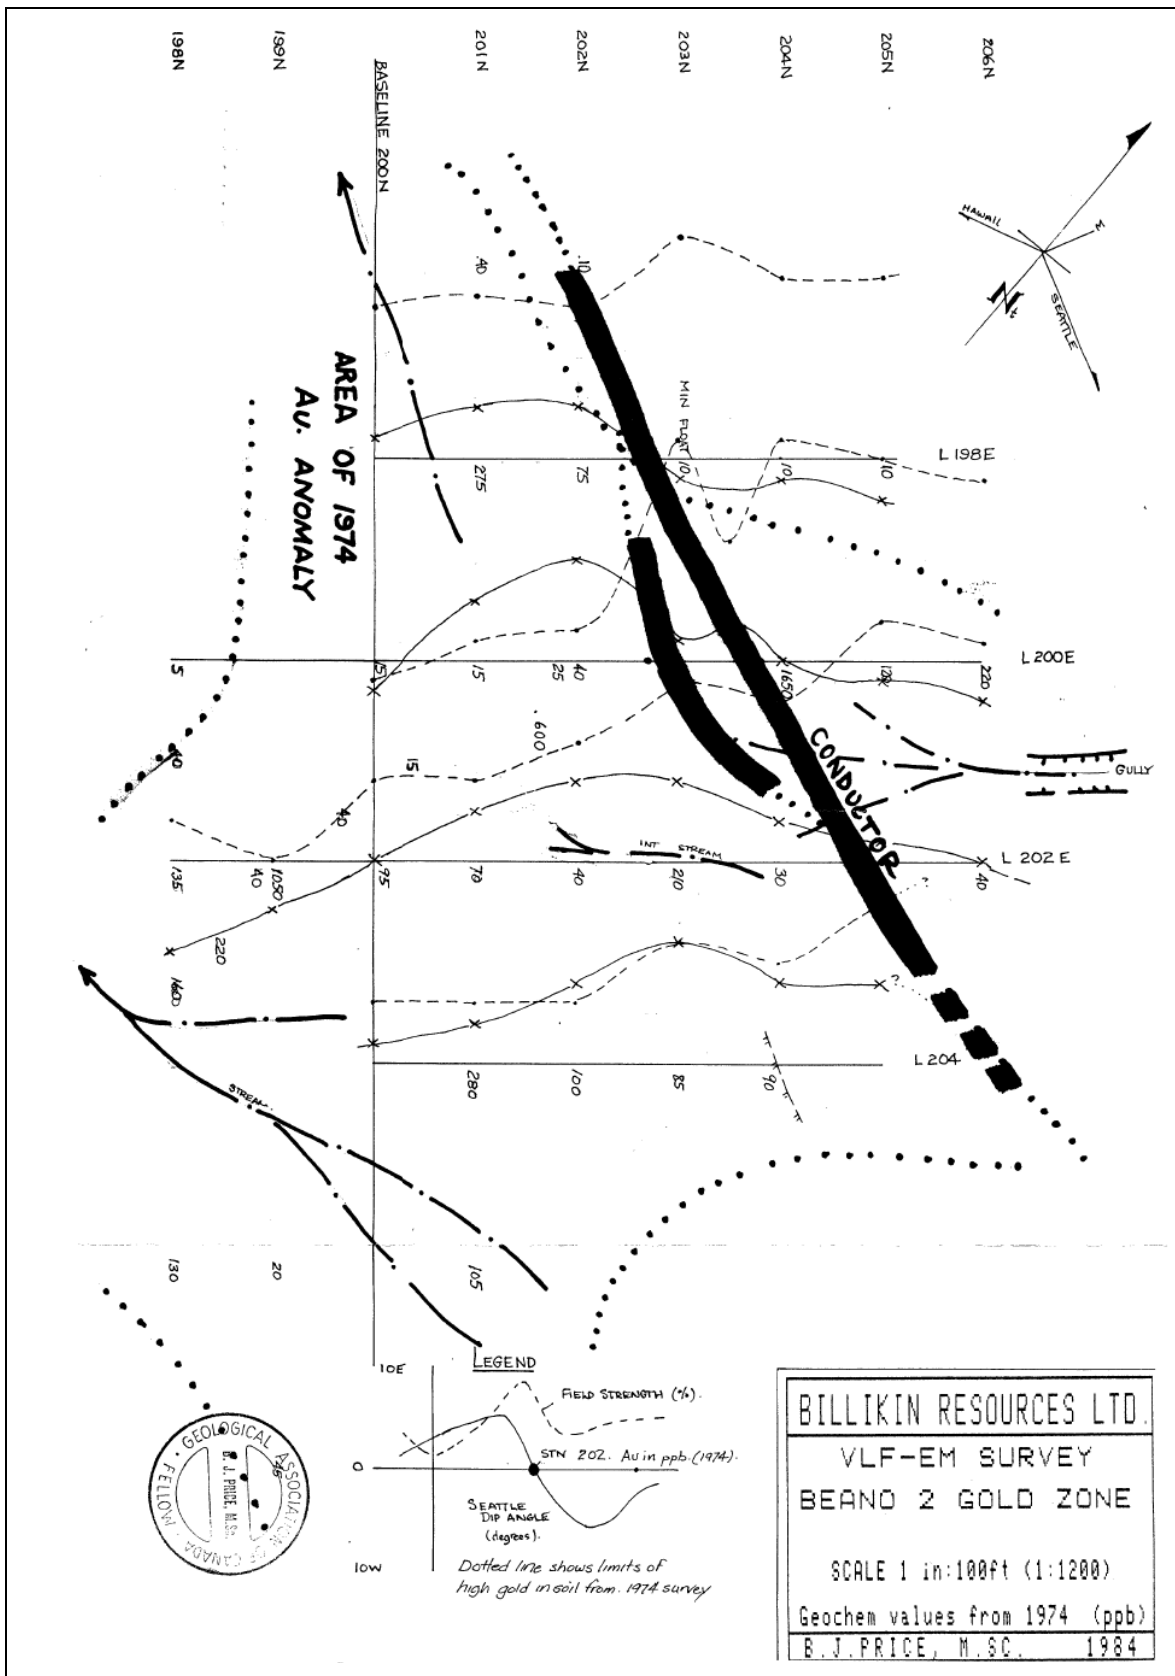 198N
199N
BASELINE 200N
201N
202N
203N
204N
205N
206N
HAWAII
M
N
SEATTLE
40
10
AREA OF 1974
Au. ANOMALY
MIN FLOAT
275
75
10
10
10
L 198E
5
15
15
25
40
1650
120
220
L 200E
600
15
40
40
CONDUCTOR
GULLY
INT STREAM
135
40
1050
95
70
40
210
30
40
L 202 E
?
220
1600
?
STREAM
280
100
85
90
L 204
130
20
105
10E
0
10W
LEGEND
FIELD STRENGTH (%).
STN 202. Au in ppb. (1974).
SEATTLE
DIP ANGLE
(degrees).
Dotted line shows limits of
high gold in soil from. 1974 survey
GEOLOGICAL ASSOCIATION OF CANADA · FELLOW ·
B. J. PRICE, M.SC.
BILLIKIN RESOURCES LTD.
VLF-EM SURVEY
BEANO 2 GOLD ZONE
SCALE 1 in:100ft (1:1200)
Geochem values from 1974 (ppb)
B.J.PRICE, M.SC. 1984